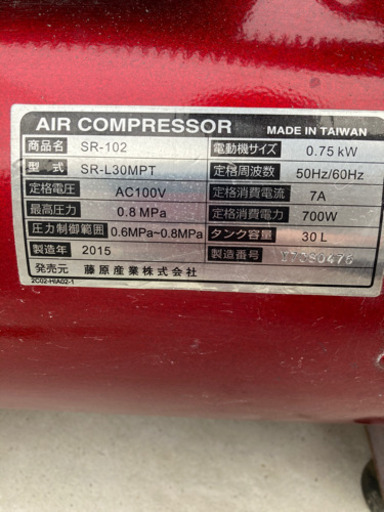 AIR COMPRESSOR MADE IN TAIWAN
商品名 SR-102 電動機サイズ 0.75 kW
型式 SR-L30MPT 定格周波数 50Hz/60Hz
定格電圧 AC100V 定格消費電流 7A
最高圧力 0.8 MPa 定格消費電力 700W
圧力制御範囲 0.6MPa~0.8MPa タンク容量 30 L
製造年 2015 製造番号
発売元 藤原産業株式会社
2C02-HIA02-1